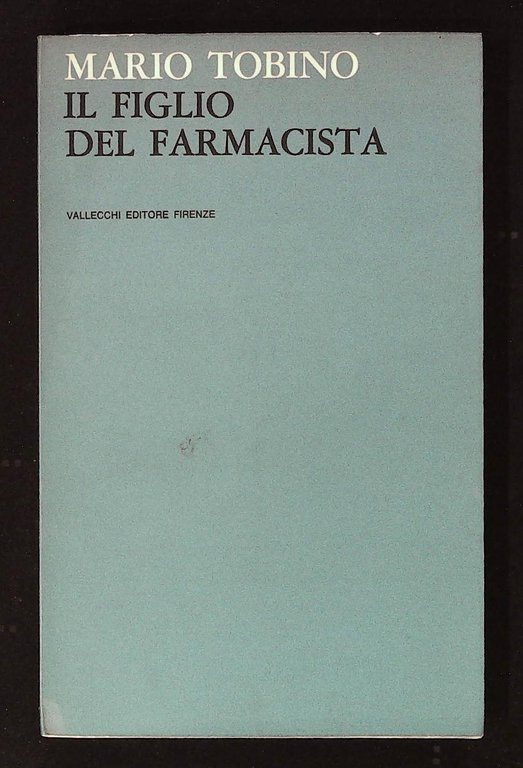 MARIO TOBINO
IL FIGLIO
DEL FARMACISTA
VALLECCHI EDITORE FIRENZE